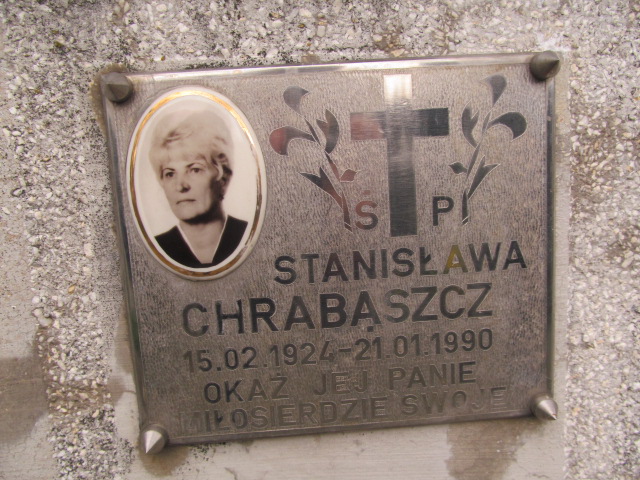 Ś P
STANISŁAWA
CHRABĄSZCZ
15.02.1924-21.01.1990
OKAŻ JEJ PANIE
MIŁOSIERDZIE SWOJE